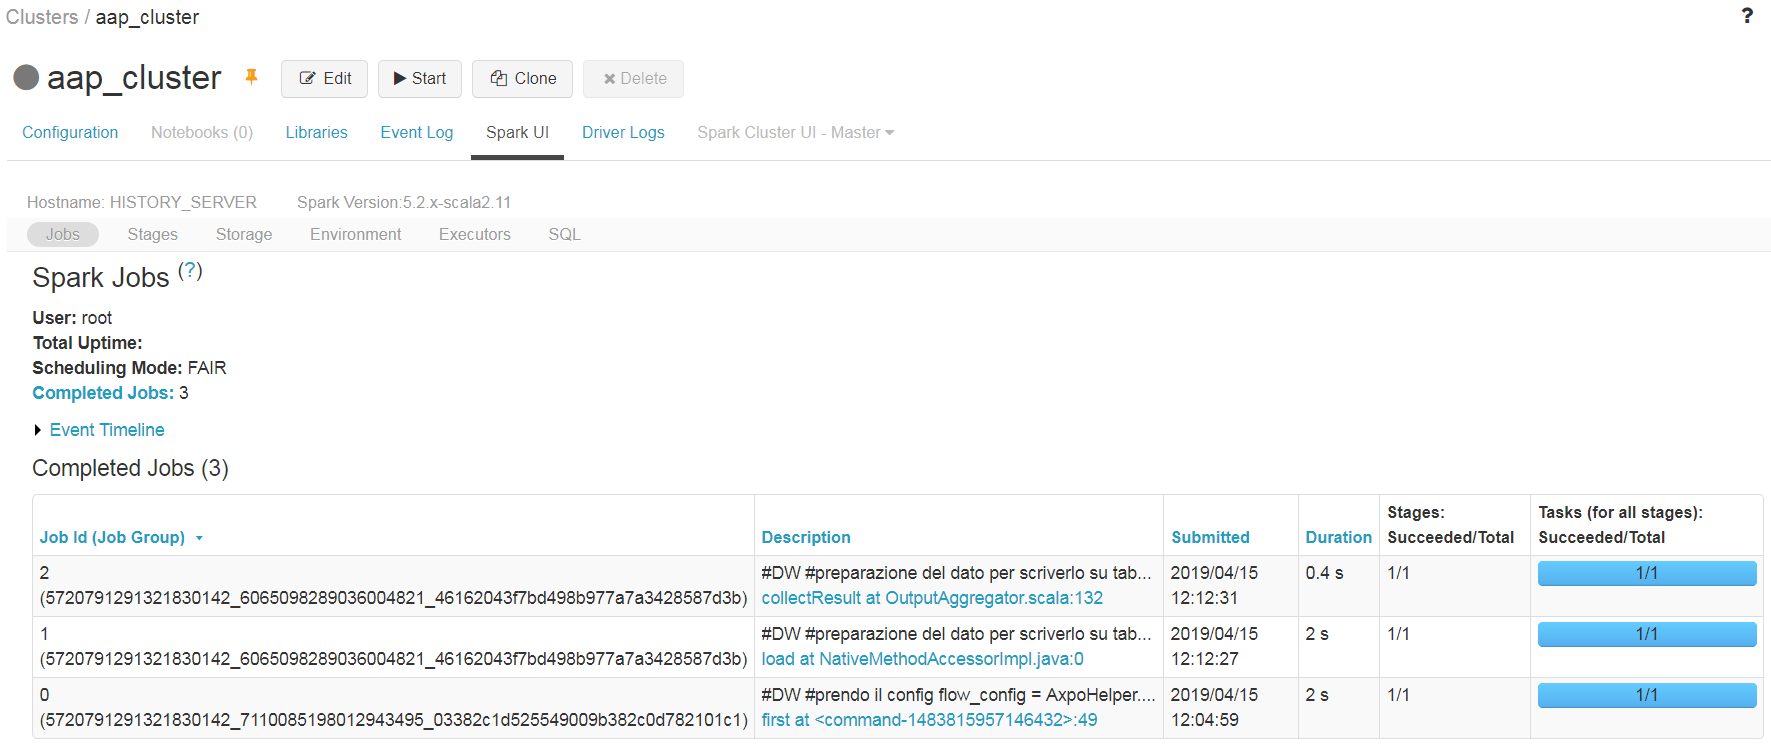 Clusters / aap_cluster
?
aap_cluster Edit Start Clone Delete
Configuration Notebooks (0) Libraries Event Log Spark UI Driver Logs Spark Cluster UI - Master
Hostname: HISTORY_SERVER Spark Version:5.2.x-scala2.11
Jobs Stages Storage Environment Executors SQL
Spark Jobs (?)
User: root
Total Uptime:
Scheduling Mode: FAIR
Completed Jobs: 3
Event Timeline
Completed Jobs (3)
Stages: Tasks (for all stages):
Job Id (Job Group) Description Submitted Duration Succeeded/Total Succeeded/Total
2 #DW #preparazione del dato per scriverlo su tab... 2019/04/15 0.4 s 1/1 1/1
(5720791291321830142_6065098289036004821_46162043f7bd498b977a7a3428587d3b) collectResult at OutputAggregator.scala:132 12:12:31
1 #DW #preparazione del dato per scriverlo su tab... 2019/04/15 2 s 1/1 1/1
(5720791291321830142_6065098289036004821_46162043f7bd498b977a7a3428587d3b) load at NativeMethodAccessorImpl.java:0 12:12:27
0 #DW #prendo il config flow_config = AxpoHelper.... 2019/04/15 2 s 1/1 1/1
(5720791291321830142_7110085198012943495_03382c1d525549009b382c0d782101c1) first at <command-1483815957146432>:49 12:04:59